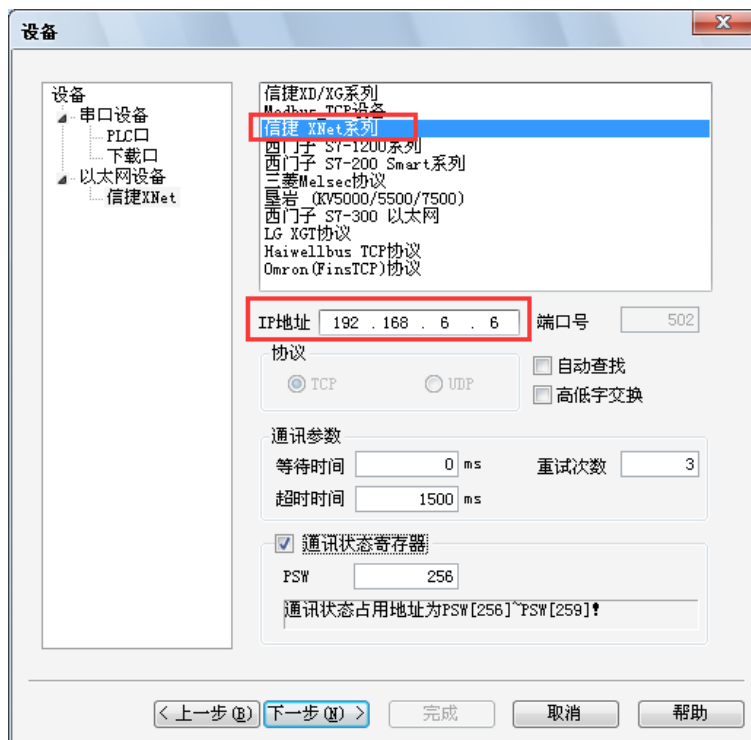 设备
设备
串口设备
PLC口
下载口
以太网设备
信捷XNet
信捷XD/XG系列
Modbus TCP设备
信捷 XNet系列
西门子 S7-1200系列
西门子 S7-200 Smart系列
三菱Melsec协议
基恩 (KV5000/5500/7500)
西门子 S7-300 以太网
LG XGT协议
Haiwellbus TCP协议
Omron(FinsTCP)协议
IP地址 192 . 168 . 6 . 6 端口号 502
协议
TCP UDP
自动查找
高低字交换
通讯参数
等待时间 0 ms 重试次数 3
超时时间 1500 ms
通讯状态寄存器
PSW 256
通讯状态占用地址为PSW[256]~PSW[259]!
< 上一步(B) 下一步(N) > 完成 取消 帮助